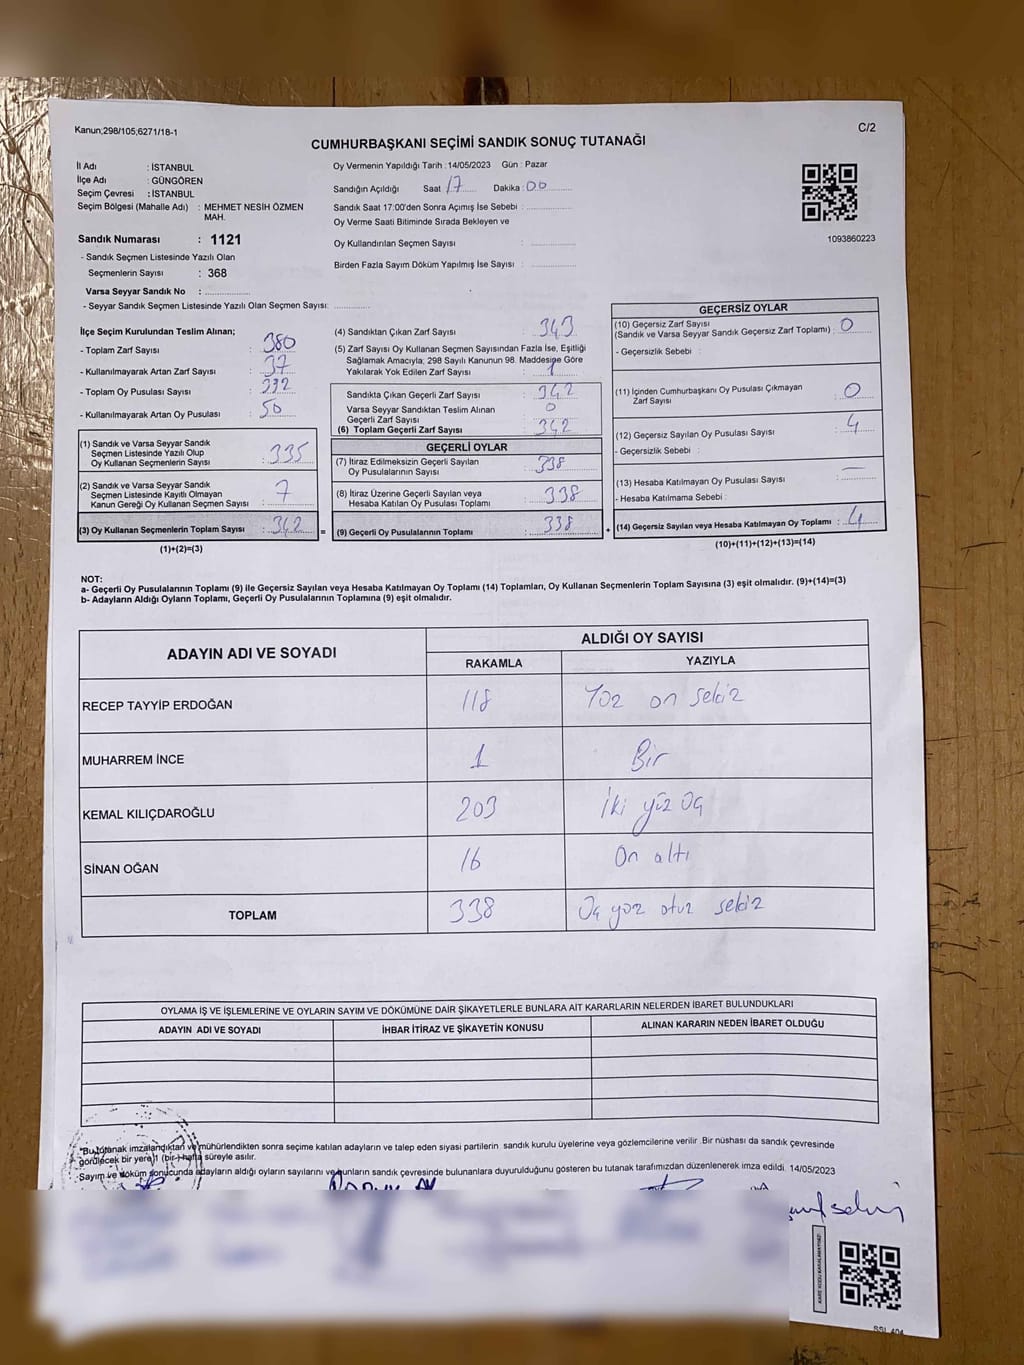 Kanun;298/105;6271/18-1
C/2
CUMHURBAŞKANI SEÇİMİ SANDIK SONUÇ TUTANAĞI
İl Adı : İSTANBUL
İlçe Adı : GÜNGÖREN
Seçim Çevresi : İSTANBUL
Seçim Bölgesi (Mahalle Adı) : MEHMET NESİH ÖZMEN
MAH.
Sandık Numarası : 1121
- Sandık Seçmen Listesinde Yazılı Olan
Seçmenlerin Sayısı : 368
Varsa Seyyar Sandık No :
- Seyyar Sandık Seçmen Listesinde Yazılı Olan Seçmen Sayısı:
Oy Vermenin Yapıldığı Tarih : 14/05/2023 Gün : Pazar
Sandığın Açıldığı Saat 17 Dakika : 00
Sandık Saat 17:00'den Sonra Açımış İse Sebebi :
Oy Verme Saati Bitiminde Sırada Bekleyen ve
Oy Kullandırılan Seçmen Sayısı :
Birden Fazla Sayım Döküm Yapılmış İse Sayısı :
1093860223
İlçe Seçim Kurulundan Teslim Alınan;
- Toplam Zarf Sayısı : 380
- Kullanılmayarak Artan Zarf Sayısı : 37
- Toplam Oy Pusulası Sayısı : 392
- Kullanılmayarak Artan Oy Pusulası : 50
(1) Sandık ve Varsa Seyyar Sandık
Seçmen Listesinde Yazılı Olup
Oy Kullanan Seçmenlerin Sayısı : 335
(2) Sandık ve Varsa Seyyar Sandık
Seçmen Listesinde Kayıtlı Olmayan
Kanun Gereği Oy Kullanan Seçmen Sayısı : 7
(3) Oy Kullanan Seçmenlerin Toplam Sayısı : 342 =
(1)+(2)=(3)
(4) Sandıktan Çıkan Zarf Sayısı : 343
(5) Zarf Sayısı Oy Kullanan Seçmen Sayısından Fazla İse, Eşitliği
Sağlamak Amacıyla, 298 Sayılı Kanunun 98. Maddesine Göre
Yakılarak Yok Edilen Zarf Sayısı : 1
Sandıkta Çıkan Geçerli Zarf Sayısı : 342
Varsa Seyyar Sandıktan Teslim Alınan
Geçerli Zarf Sayısı : 0
(6) Toplam Geçerli Zarf Sayısı : 342
GEÇERLİ OYLAR
(7) İtiraz Edilmeksizin Geçerli Sayılan
Oy Pusulalarının Sayısı : 338
(8) İtiraz Üzerine Geçerli Sayılan veya
Hesaba Katılan Oy Pusulası Toplamı : 338
(9) Geçerli Oy Pusulalarının Toplamı : 338 +
GEÇERSİZ OYLAR
(10) Geçersiz Zarf Sayısı
(Sandık ve Varsa Seyyar Sandık Geçersiz Zarf Toplamı) : 0
- Geçersizlik Sebebi :
(11) İçinden Cumhurbaşkanı Oy Pusulası Çıkmayan
Zarf Sayısı : 0
(12) Geçersiz Sayılan Oy Pusulası Sayısı : 4
- Geçersizlik Sebebi :
(13) Hesaba Katılmayan Oy Pusulası Sayısı : —
- Hesaba Katılmama Sebebi :
(14) Geçersiz Sayılan veya Hesaba Katılmayan Oy Toplamı : 4
(10)+(11)+(12)+(13)=(14)
NOT:
a- Geçerli Oy Pusulalarının Toplamı (9) ile Geçersiz Sayılan veya Hesaba Katılmayan Oy Toplamı (14) Toplamları, Oy Kullanan Seçmenlerin Toplam Sayısına (3) eşit olmalıdır. (9)+(14)=(3)
b- Adayların Aldığı Oyların Toplamı, Geçerli Oy Pusulalarının Toplamına (9) eşit olmalıdır.
ADAYIN ADI VE SOYADI ALDIĞI OY SAYISI
RAKAMLA YAZIYLA
RECEP TAYYİP ERDOĞAN 118 Yüz on sekiz
MUHARREM İNCE 1 Bir
KEMAL KILIÇDAROĞLU 203 İki yüz üç
SİNAN OĞAN 16 On altı
TOPLAM 338 Üç yüz otuz sekiz
OYLAMA İŞ VE İŞLEMLERİNE VE OYLARIN SAYIM VE DÖKÜMÜNE DAİR ŞİKAYETLERLE BUNLARA AİT KARARLARIN NELERDEN İBARET BULUNDUKLARI
ADAYIN ADI VE SOYADI İHBAR İTİRAZ VE ŞİKAYETİN KONUSU ALINAN KARARIN NEDEN İBARET OLDUĞU
"Bu tutanak imzalandıktan ve mühürlendikten sonra seçime katılan adayların ve talep eden siyasi partilerin sandık kurulu üyelerine veya gözlemcilerine verilir .Bir nüshası da sandık çevresinde
görülecek bir yere 1 (bir) hafta süreyle asılır.
Sayım ve döküm sonucunda adayların aldığı oyların sayılarını ve bunların sandık çevresinde bulunanlara duyurulduğunu gösteren bu tutanak tarafımızdan düzenlenerek imza edildi. 14/05/2023
KARE KODU KARALAMAYINIZ!